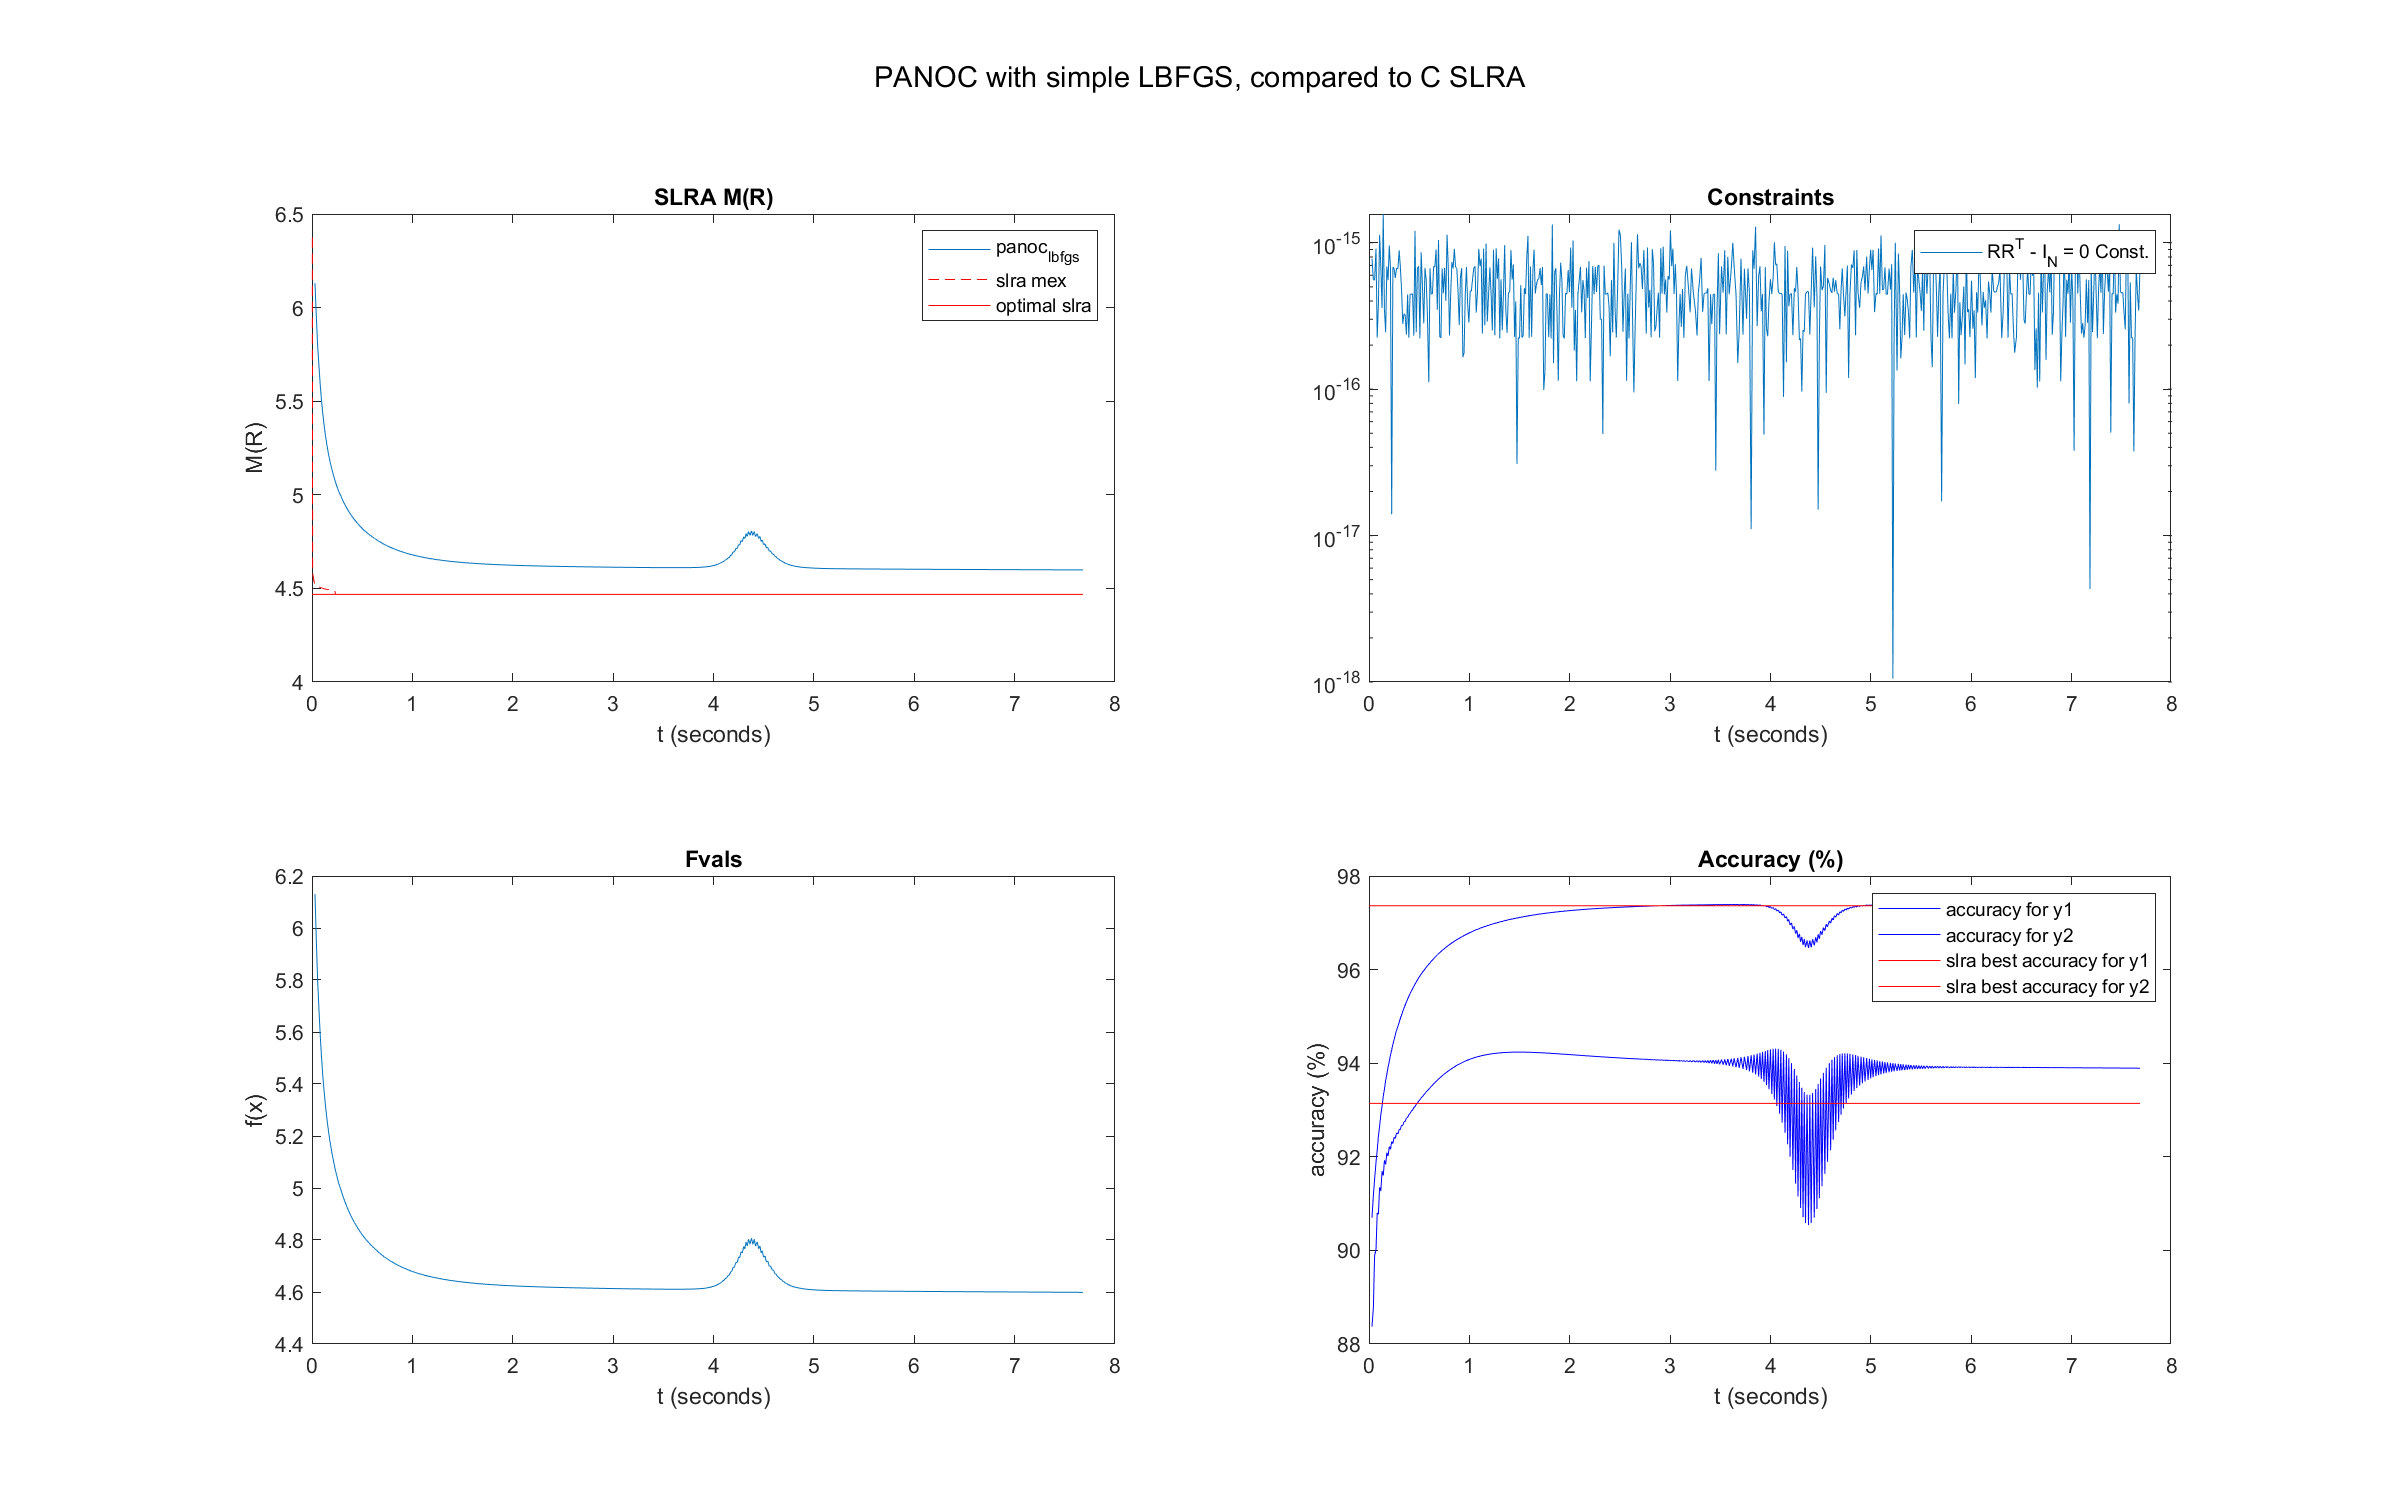 PANOC with simple LBFGS, compared to C SLRA
SLRA M(R)
6.5
6
5.5
5
4.5
4
M(R)
panoc_lbfgs
slra mex
optimal slra
0 1 2 3 4 5 6 7 8
t (seconds)
Constraints
10^-15
10^-16
10^-17
10^-18
RR^T - I_N = 0 Const.
0 1 2 3 4 5 6 7 8
t (seconds)
Fvals
6.2
6
5.8
5.6
5.4
5.2
5
4.8
4.6
4.4
f(x)
0 1 2 3 4 5 6 7 8
t (seconds)
Accuracy (%)
98
96
94
92
90
88
accuracy (%)
accuracy for y1
accuracy for y2
slra best accuracy for y1
slra best accuracy for y2
0 1 2 3 4 5 6 7 8
t (seconds)